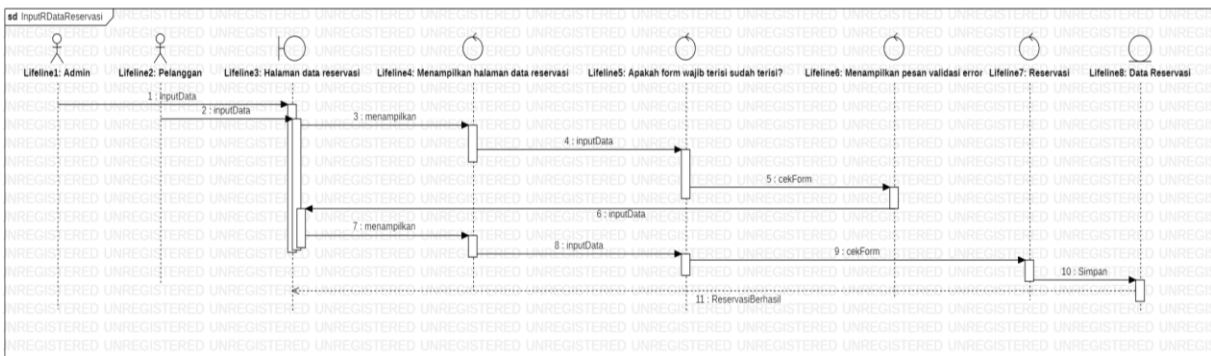 sd InputRDataReservasi
Lifeline1: Admin
Lifeline2: Pelanggan
Lifeline3: Halaman data reservasi
Lifeline4: Menampilkan halaman data reservasi
Lifeline5: Apakah form wajib terisi sudah terisi?
Lifeline6: Menampilkan pesan validasi error
Lifeline7: Reservasi
Lifeline8: Data Reservasi
1 : inputData
2 : inputData
3 : menampilkan
4 : inputData
5 : cekForm
6 : inputData
7 : menampilkan
8 : inputData
9 : cekForm
10 : Simpan
11 : ReservasiBerhasil
UNREGISTERED